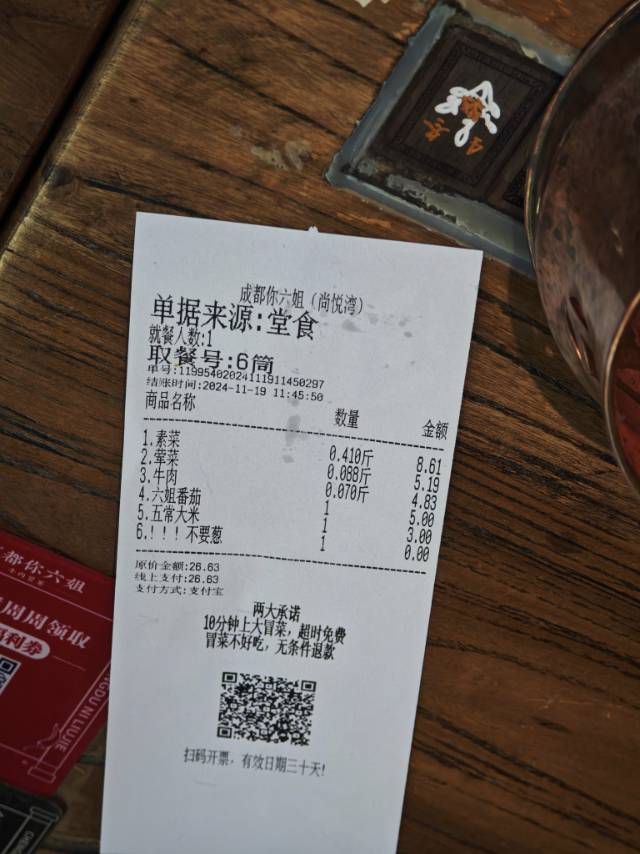 成都你六姐（尚悦湾）
单据来源:堂食
就餐人数:1
取餐号:6筒
单号:1199540202411191145029​7
结账时间:2024-11-19 11:45:50
商品名称 数量 金额
1.素菜 0.410斤 8.61
2.荤菜 0.088斤 5.19
3.牛肉 0.070斤 4.83
4.六姐番茄 1 5.00
5.五常大米 1 3.00
6.!!!不要葱 1 0.00
原价金额:26.63
线上支付:26.63
支付方式:支付宝
两大承诺
10分钟上大冒菜，超时免费
冒菜不好吃，无条件退款
扫码开票，有效日期三十天!
都你六姐
周周领取
福利券
NGDU NI LIUJIE